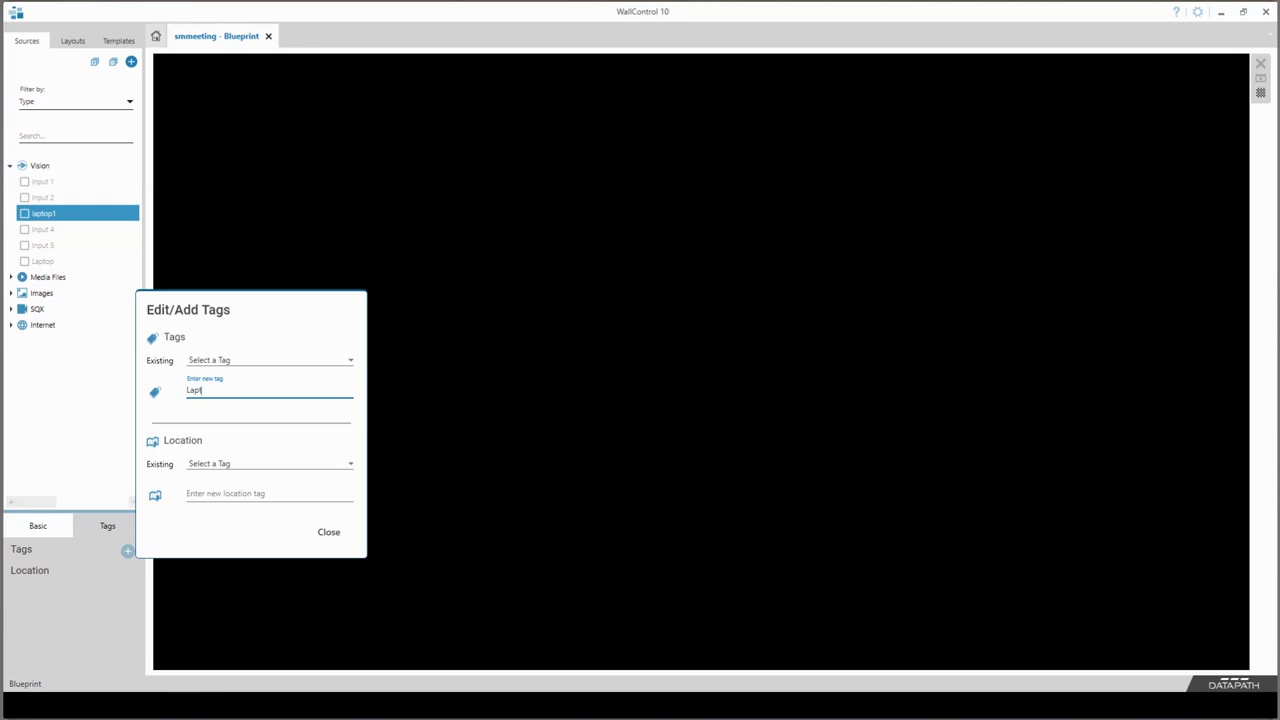 WallControl 10
?
Sources
Layouts
Templates
smmeeting - Blueprint
Filter by:
Type
Search...
Vision
Input 1
Input 2
laptop1
Input 4
Input 5
Laptop
Media Files
Images
SQX
Internet
Edit/Add Tags
Tags
Existing
Select a Tag
Enter new tag
Lapt
Location
Existing
Select a Tag
Enter new location tag
Close
Basic
Tags
Tags
Location
Blueprint
DATAPATH